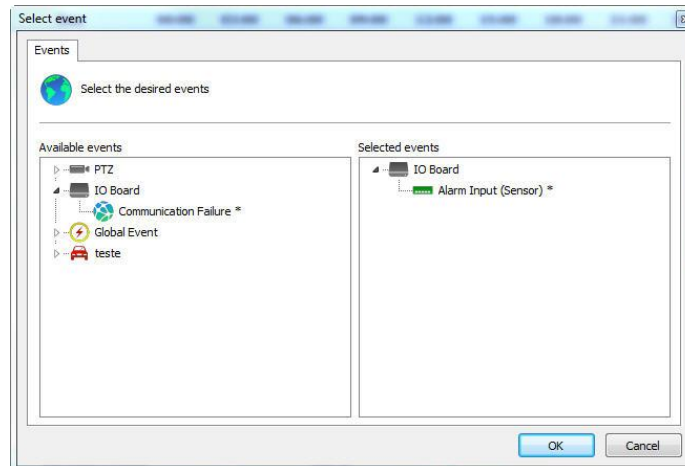 Select event
Events
Select the desired events
Available events
PTZ
IO Board
Communication Failure *
Global Event
teste
Selected events
IO Board
Alarm Input (Sensor) *
OK
Cancel